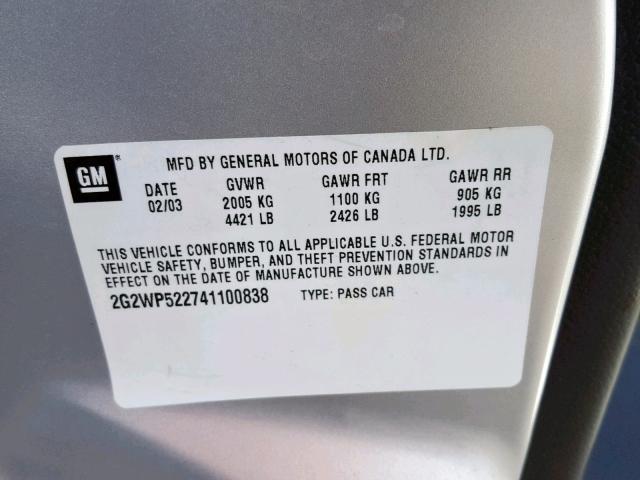 GM
MFD BY GENERAL MOTORS OF CANADA LTD.
DATE GVWR GAWR FRT GAWR RR
02/03 2005 KG 1100 KG 905 KG
4421 LB 2426 LB 1995 LB
THIS VEHICLE CONFORMS TO ALL APPLICABLE U.S. FEDERAL MOTOR
VEHICLE SAFETY, BUMPER, AND THEFT PREVENTION STANDARDS IN
EFFECT ON THE DATE OF MANUFACTURE SHOWN ABOVE.
2G2WP522741100838 TYPE: PASS CAR